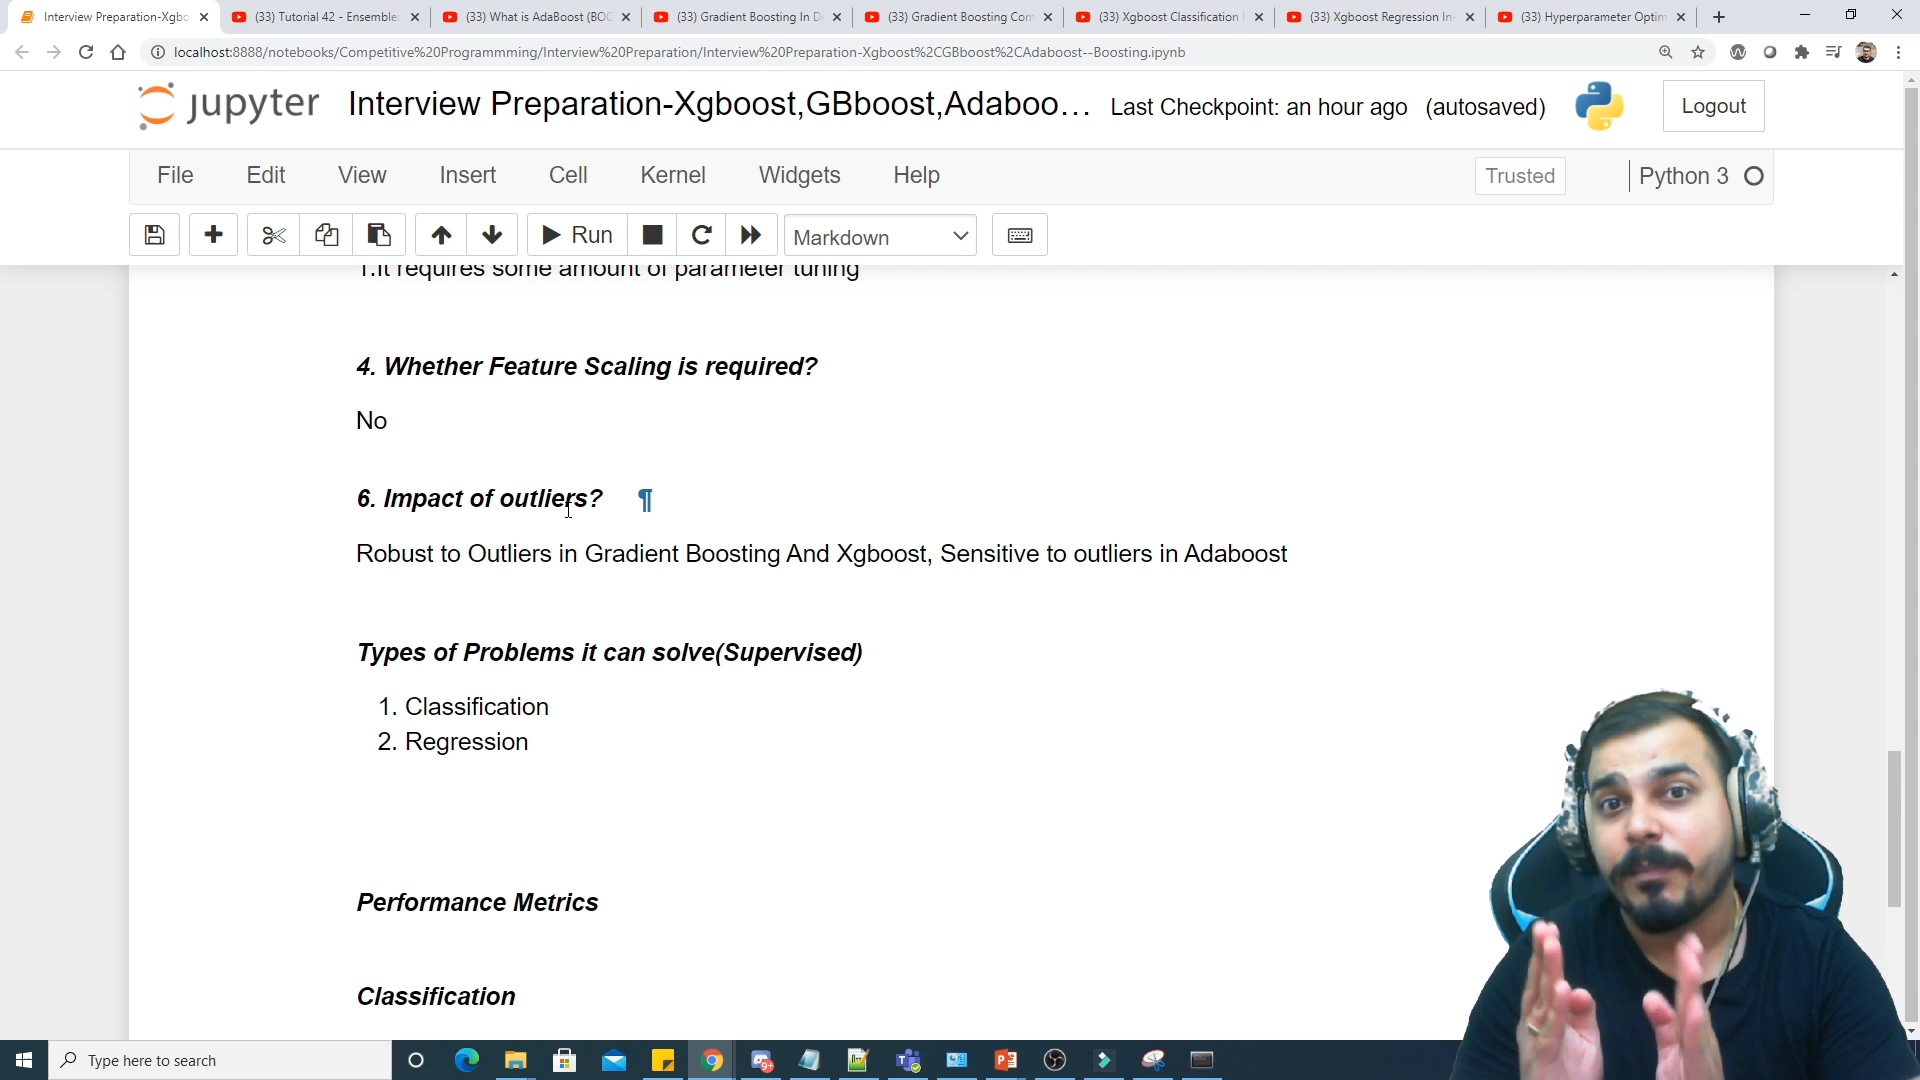 Interview Preparation-Xgbo
(33) Tutorial 42 - Ensemble:
(33) What is AdaBoost (BOO
(33) Gradient Boosting In D
(33) Gradient Boosting Com
(33) Xgboost Classification I
(33) Xgboost Regression In-
(33) Hyperparameter Optim
localhost:8888/notebooks/Competitive%20Programmming/Interview%20Preparation/Interview%20Preparation-Xgboost%2CGBboost%2CAdaboost--Boosting.ipynb
jupyter Interview Preparation-Xgboost,GBboost,Adaboo... Last Checkpoint: an hour ago (autosaved) Logout
File Edit View Insert Cell Kernel Widgets Help Trusted Python 3
Run Markdown
1.It requires some amount of parameter tuning
4. Whether Feature Scaling is required?
No
6. Impact of outliers? ¶
Robust to Outliers in Gradient Boosting And Xgboost, Sensitive to outliers in Adaboost
Types of Problems it can solve(Supervised)
1. Classification
2. Regression
Performance Metrics
Classification
Type here to search